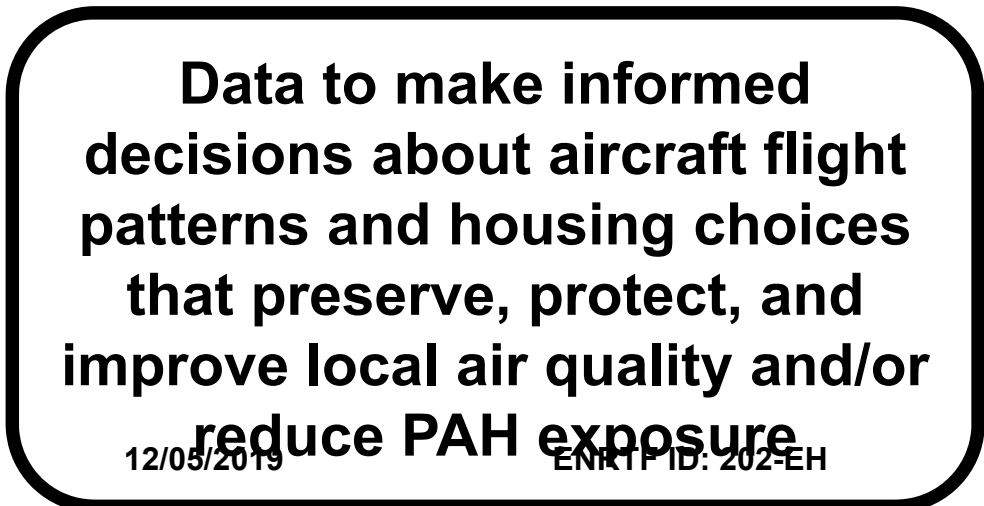 Data to make informed
decisions about aircraft flight
patterns and housing choices
that preserve, protect, and
improve local air quality and/or
reduce PAH exposure
12/05/2019 ENRTF ID: 202-EH